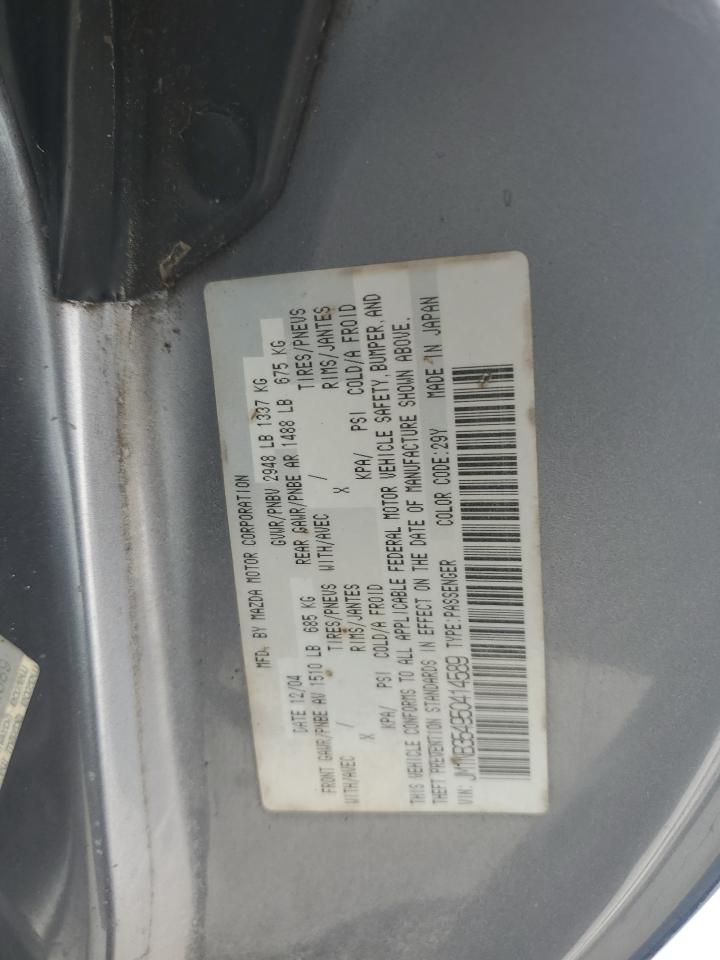 MFD. BY MAZDA MOTOR CORPORATION
DATE 12/04 GVWR/PNBV 2948 LB 1337 KG
FRONT GAWR/PNBE AV 1510 LB 685 KG REAR GAWR/PNBE AR 1488 LB 675 KG
WITH/AVEC / TIRES/PNEUS WITH/AVEC / TIRES/PNEUS
X RIMS/JANTES X RIMS/JANTES
KPA/ PSI COLD/A FROID KPA/ PSI COLD/A FROID
THIS VEHICLE CONFORMS TO ALL APPLICABLE FEDERAL MOTOR VEHICLE SAFETY, BUMPER, AND
THEFT PREVENTION STANDARDS IN EFFECT ON THE DATE OF MANUFACTURE SHOWN ABOVE.
VIN: JM1NB354950414589 TYPE:PASSENGER COLOR CODE:29Y MADE IN JAPAN